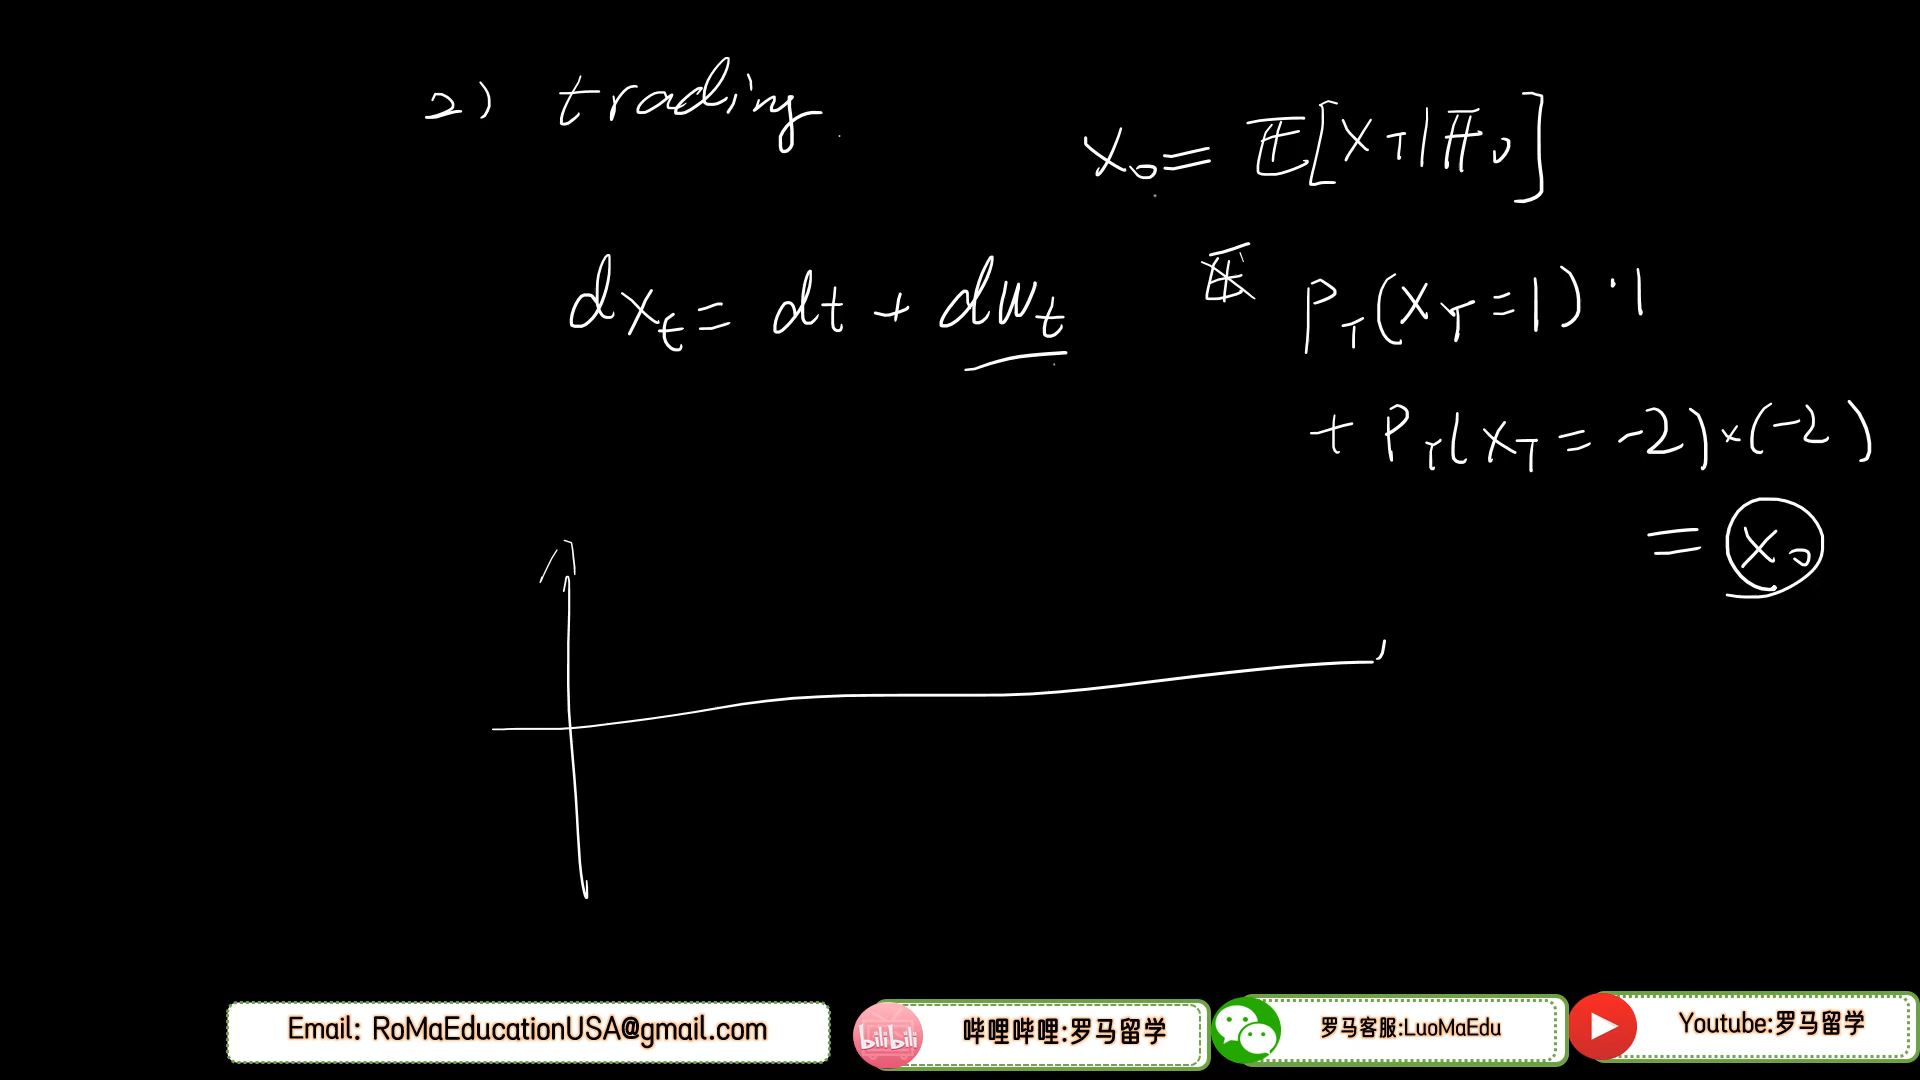 2) trading
X₀ = E[X_T|F₀]
dX_t = dt + dW_t
P_T(X_T=1)·1
+ P_T(X_T = -2)×(-2)
= X₀
Email: RoMaEducationUSA@gmail.com
bilibili
哔哩哔哩:罗马留学
罗马客服:LuoMaEdu
Youtube:罗马留学